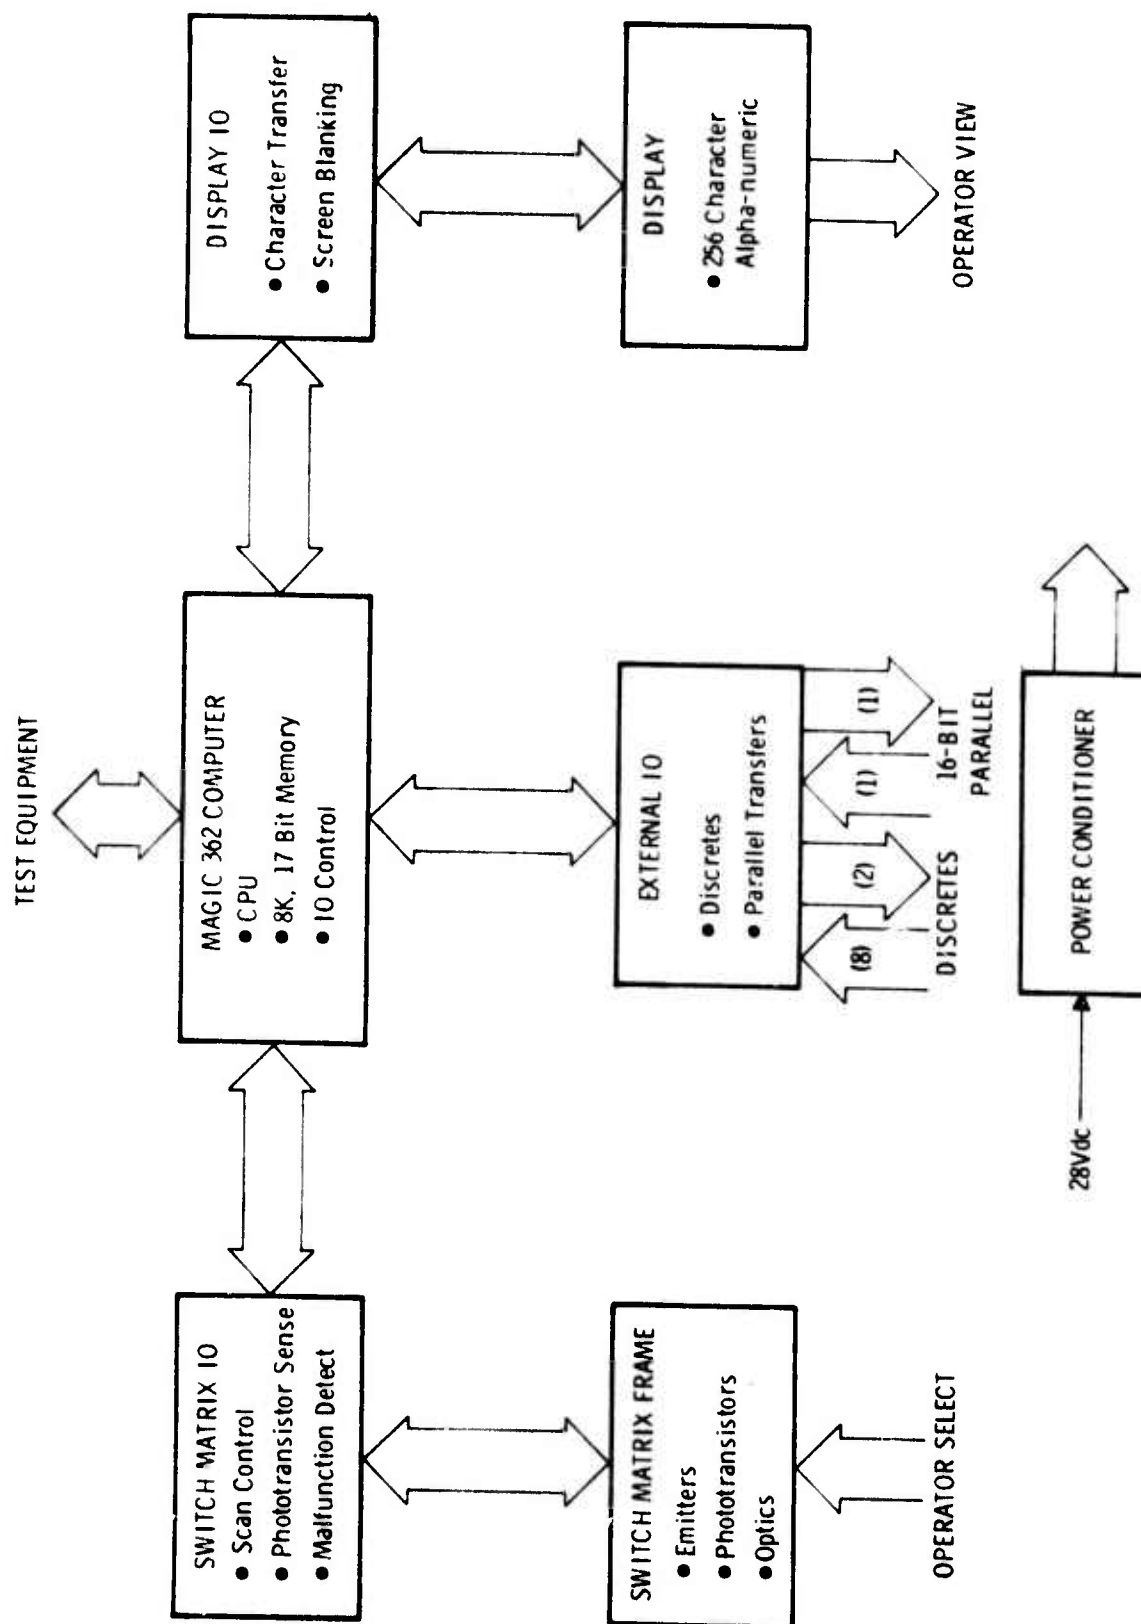 TEST EQUIPMENT
SWITCH MATRIX IO
● Scan Control
● Phototransistor Sense
● Malfunction Detect
MAGIC 362 COMPUTER
● CPU
● 8K, 17 Bit Memory
● IO Control
DISPLAY IO
● Character Transfer
● Screen Blanking
SWITCH MATRIX FRAME
● Emitters
● Phototransistors
● Optics
EXTERNAL IO
● Discretes
● Parallel Transfers
DISPLAY
● 256 Character
Alpha-numeric
(8)
(2)
(1)
(1)
OPERATOR SELECT
DISCRETES
16-BIT
PARALLEL
OPERATOR VIEW
28Vdc
POWER CONDITIONER